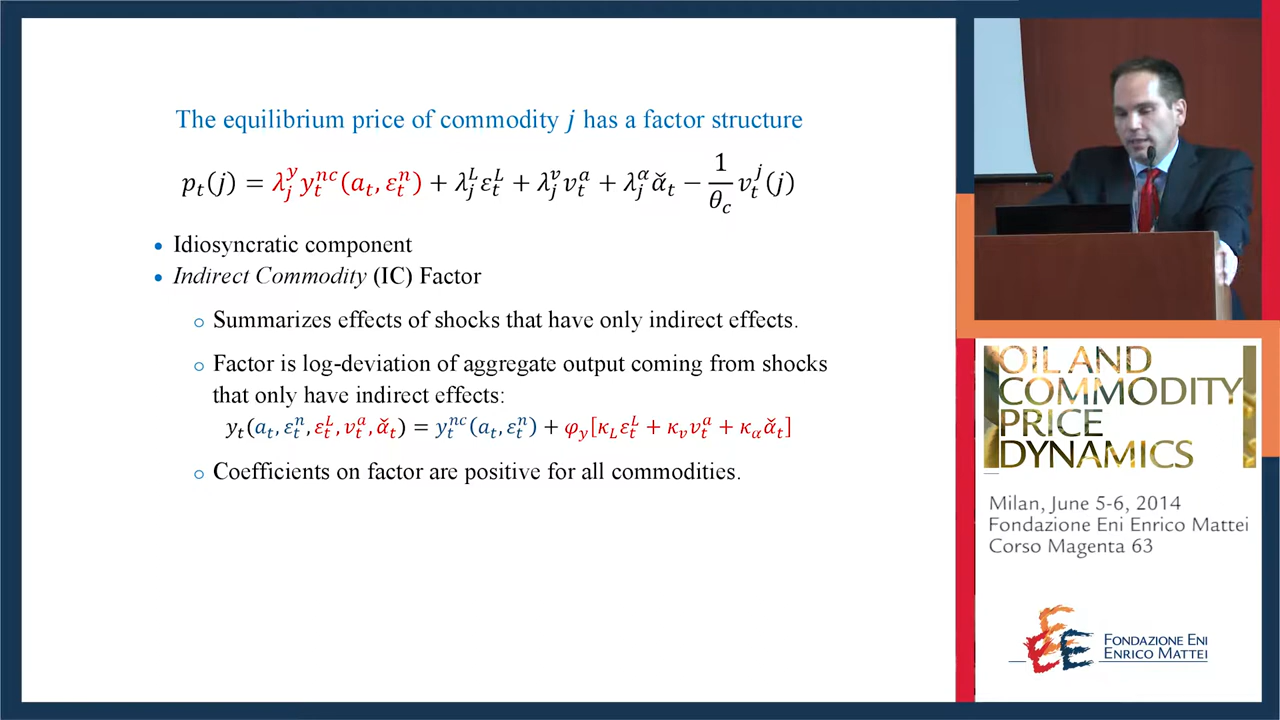 The equilibrium price of commodity j has a factor structure
p_t(j) = λ_j^y y_t^{nc}(a_t, ε_t^n) + λ_j^L ε_t^L + λ_j^v v_t^a + λ_j^α α̌_t − \frac{1}{θ_c} v_t^j(j)
• Idiosyncratic component
• Indirect Commodity (IC) Factor
o Summarizes effects of shocks that have only indirect effects.
o Factor is log-deviation of aggregate output coming from shocks
that only have indirect effects:
y_t(a_t, ε_t^n, ε_t^L, v_t^a, α̌_t) = y_t^{nc}(a_t, ε_t^n) + φ_y[κ_L ε_t^L + κ_v v_t^a + κ_α α̌_t]
o Coefficients on factor are positive for all commodities.
OIL AND
COMMODITY
PRICE
DYNAMICS
Milan, June 5-6, 2014
Fondazione Eni Enrico Mattei
Corso Magenta 63
FONDAZIONE ENI
ENRICO MATTEI